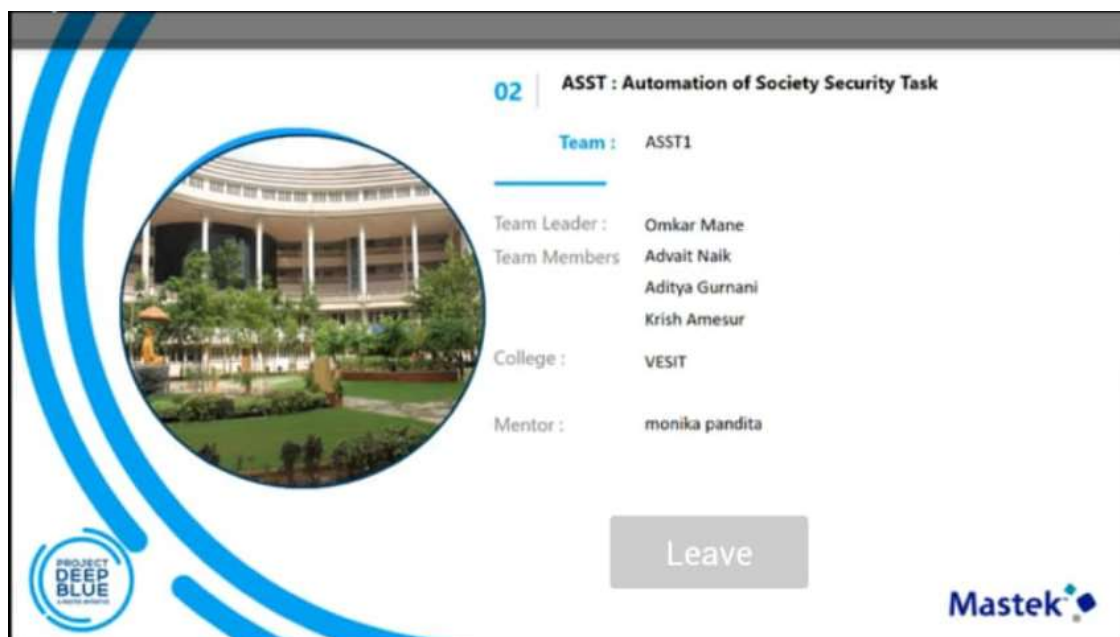 02
ASST : Automation of Society Security Task
Team : ASST1
Team Leader : Omkar Mane
Team Members Advait Naik
Aditya Gurnani
Krish Amesur
College : VESIT
Mentor : monika pandita
Leave
PROJECT
DEEP
BLUE
Mastek